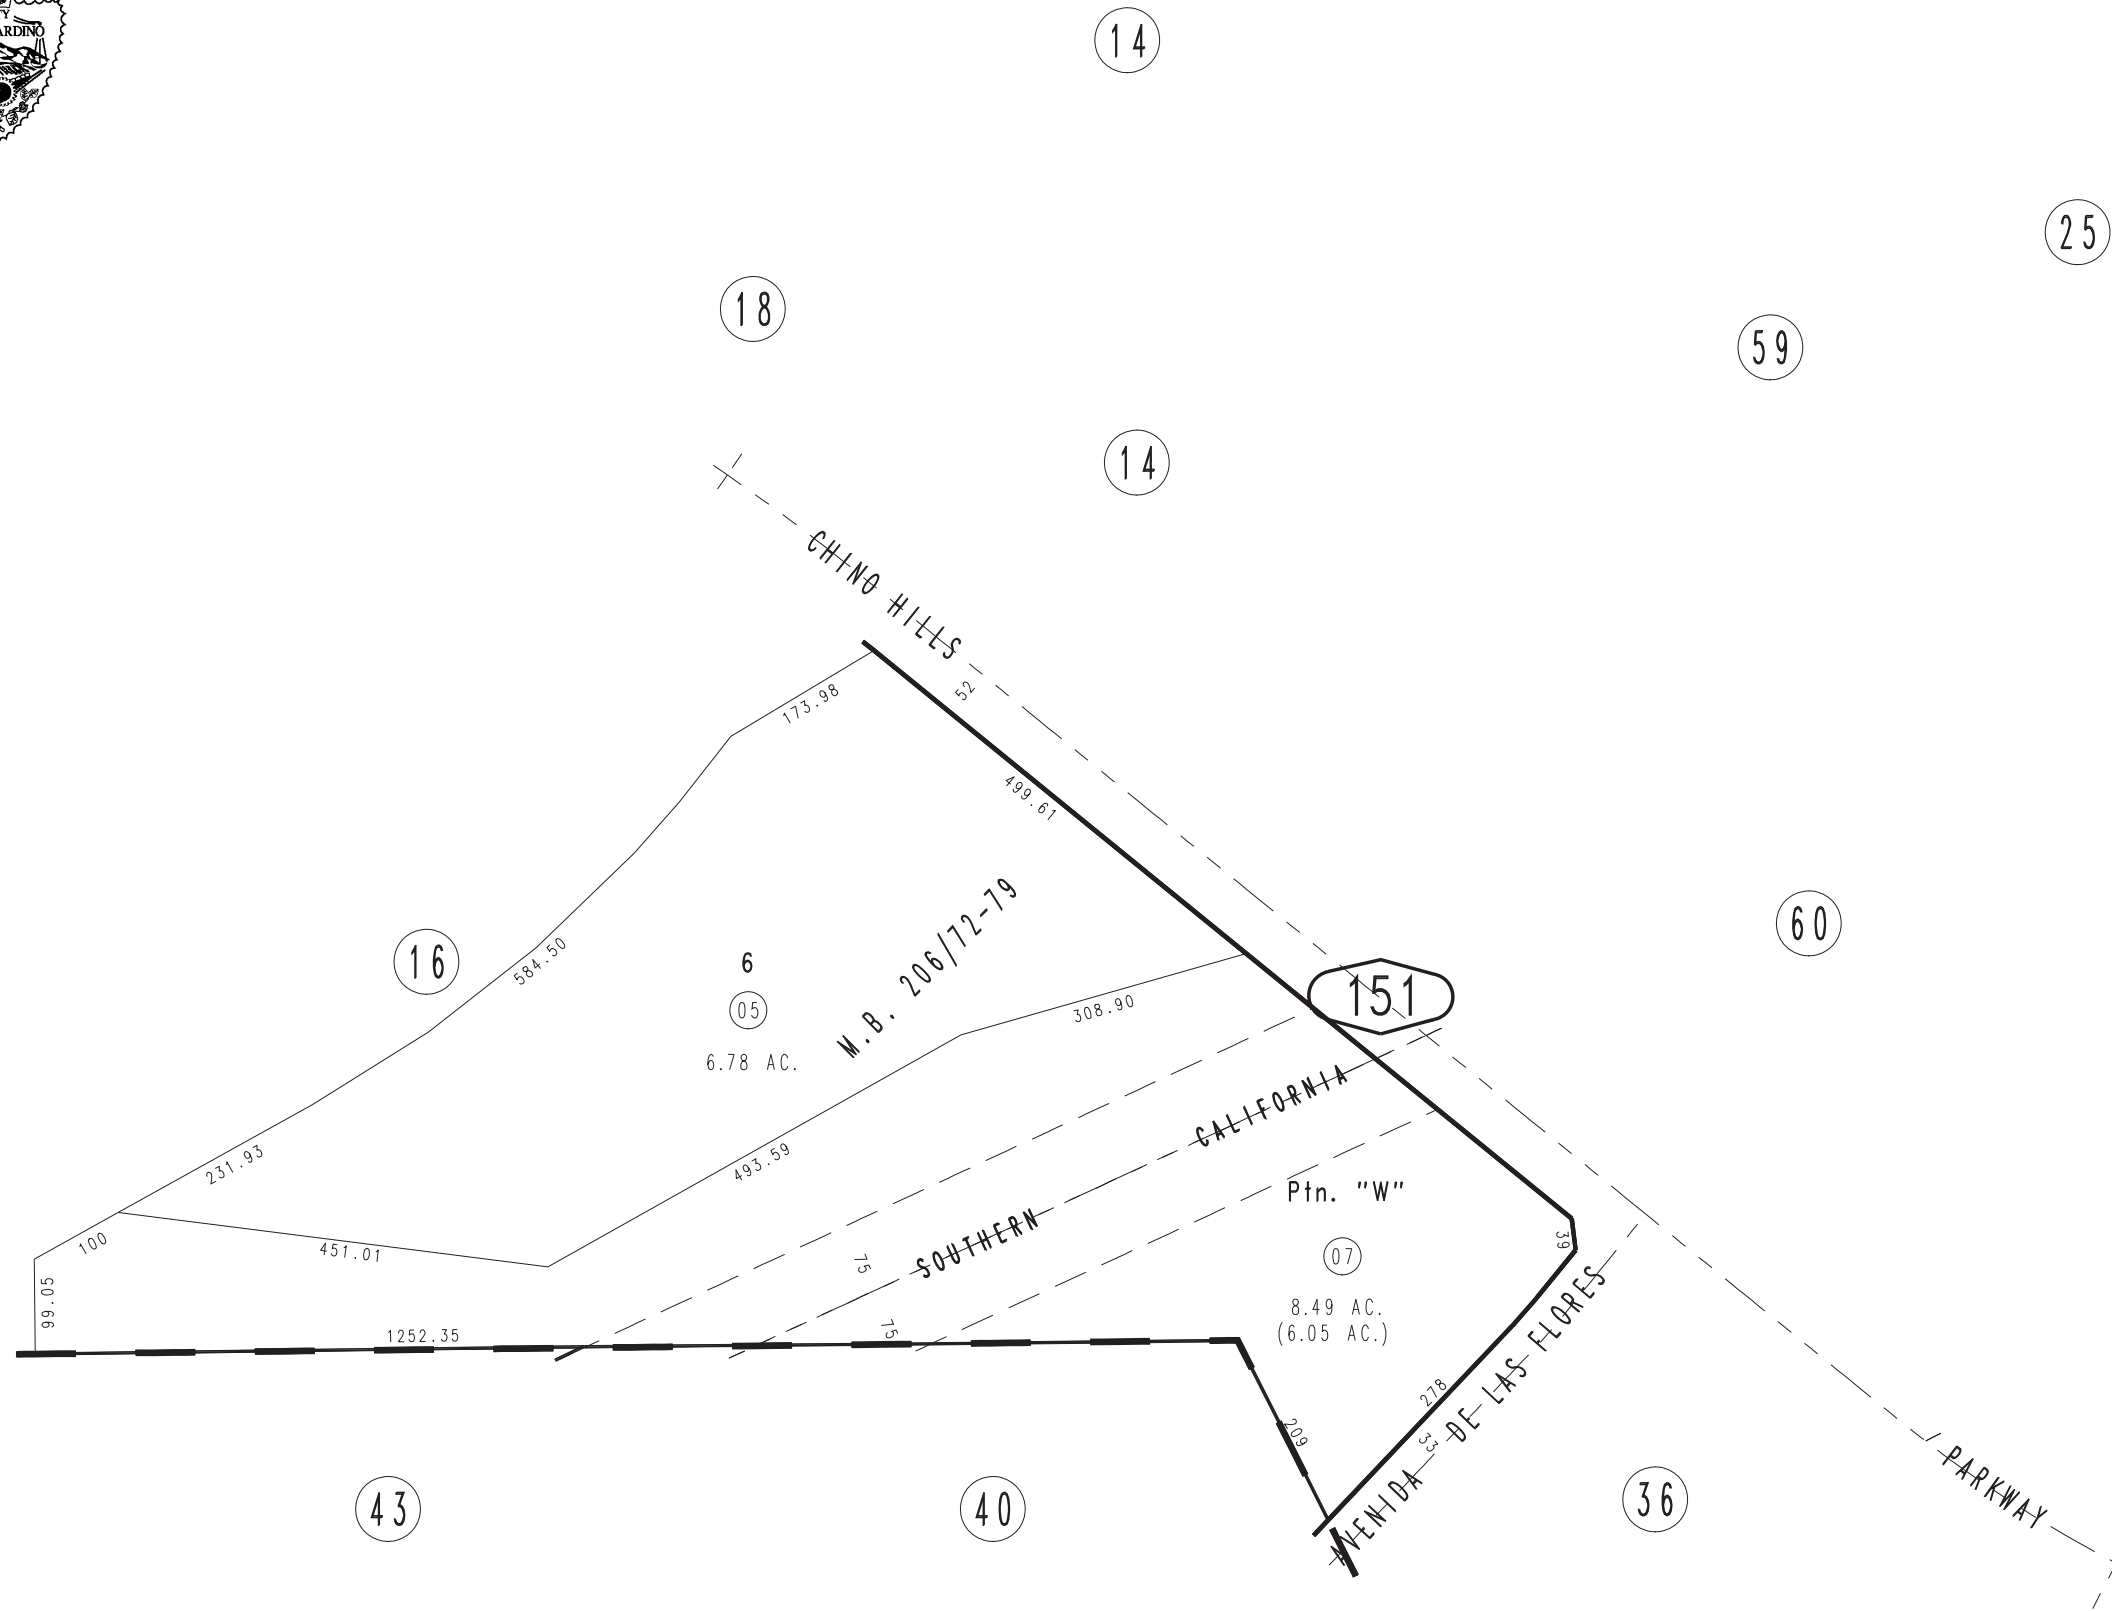 TY
ARDINO
14
25
18
59
14
CHINO HILLS
52
173.98
499.61
M.B. 206/72-79
60
16
584.50
6
05
6.78 AC.
308.90
151
CALIFORNIA
231.93
493.59
Ptn. "W"
SOUTHERN
100
451.01
75
39
07
99.05
8.49 AC.
(6.05 AC.)
1252.35
75
278
209
33
AVENIDA DE LAS FLORES
PARKWAY
43
40
36